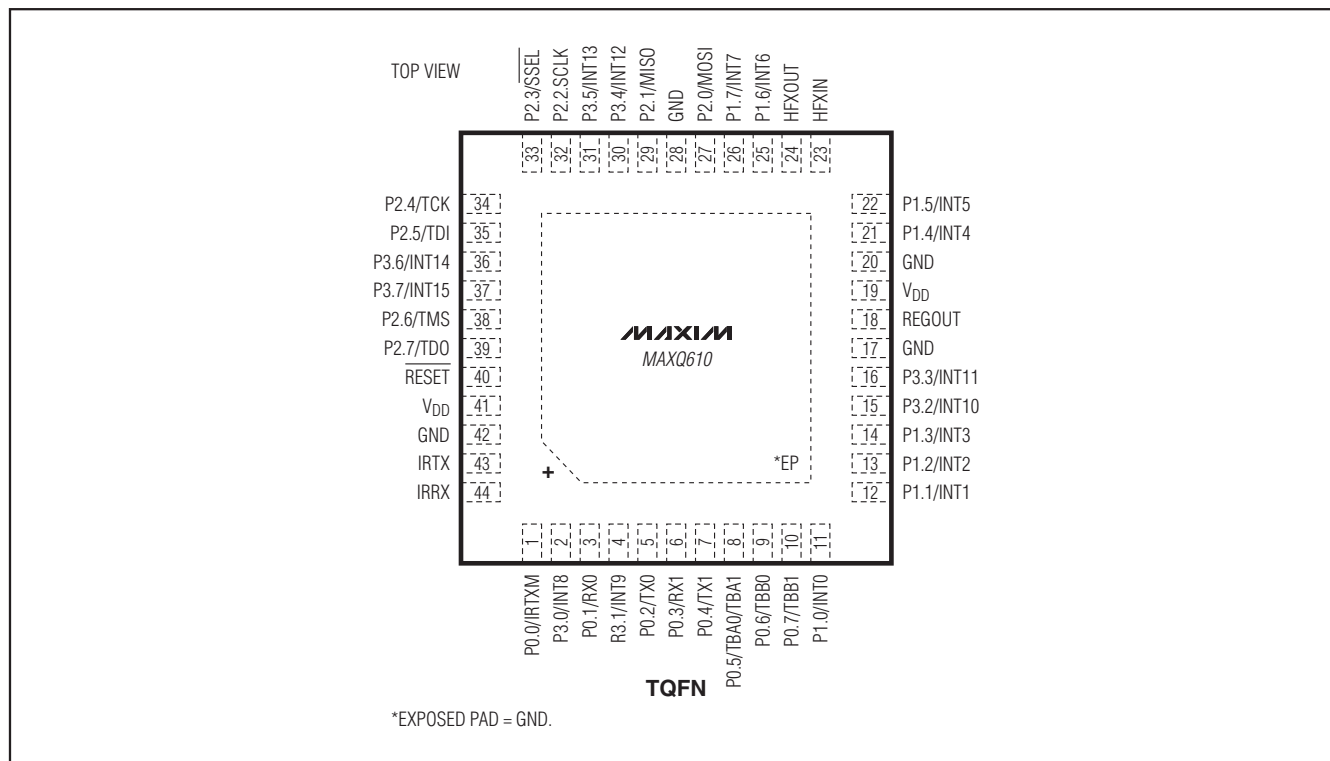 TOP VIEW
P2.3/SSEL
P2.2.SCLK
P3.5/INT13
P3.4/INT12
P2.1/MISO
GND
P2.0/MOSI
P1.7/INT7
P1.6/INT6
HFXOUT
HFXIN
33
32
31
30
29
28
27
26
25
24
23
P2.4/TCK 34
P2.5/TDI 35
P3.6/INT14 36
P3.7/INT15 37
P2.6/TMS 38
P2.7/TDO 39
RESET 40
VDD 41
GND 42
IRTX 43
IRRX 44
22 P1.5/INT5
21 P1.4/INT4
20 GND
19 VDD
18 REGOUT
17 GND
16 P3.3/INT11
15 P3.2/INT10
14 P1.3/INT3
13 P1.2/INT2
12 P1.1/INT1
MAXIM
MAXQ610
*EP
+
1
2
3
4
5
6
7
8
9
10
11
P0.0/IRTXM
P3.0/INT8
P0.1/RX0
R3.1/INT9
P0.2/TX0
P0.3/RX1
P0.4/TX1
P0.5/TBA0/TBA1
P0.6/TBB0
P0.7/TBB1
P1.0/INT0
TQFN
*EXPOSED PAD = GND.